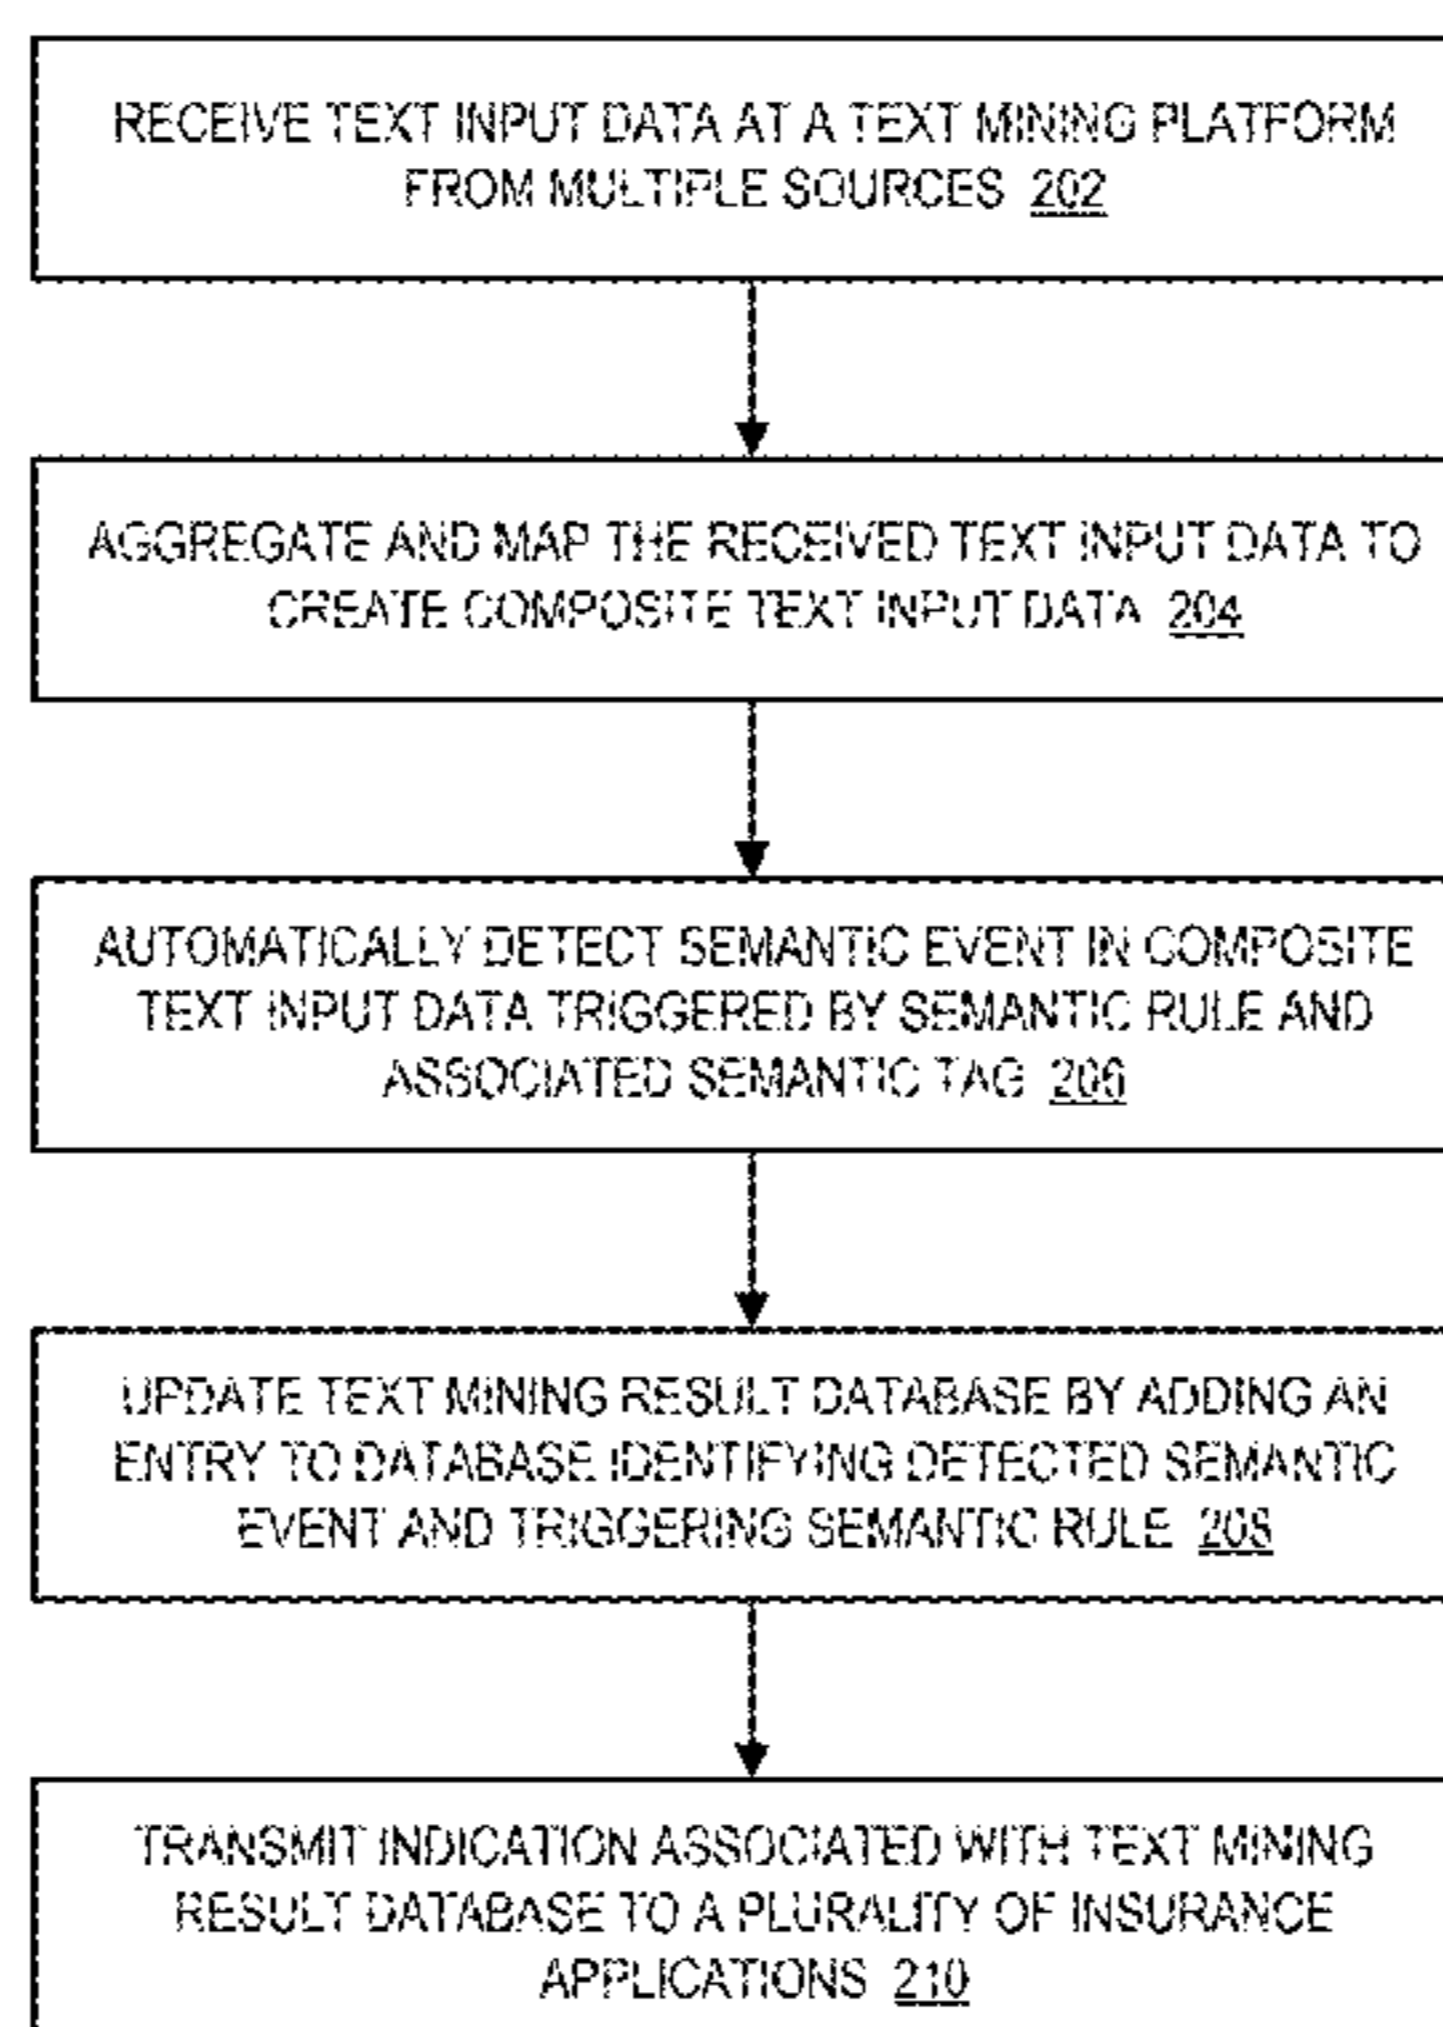 RECEIVE TEXT INPUT DATA AT A TEXT MINING PLATFORM
FROM MULTIPLE SOURCES 202
AGGREGATE AND MAP THE RECEIVED TEXT INPUT DATA TO
CREATE COMPOSITE TEXT INPUT DATA 204
AUTOMATICALLY DETECT SEMANTIC EVENT IN COMPOSITE
TEXT INPUT DATA TRIGGERED BY SEMANTIC RULE AND
ASSOCIATED SEMANTIC TAG 206
UPDATE TEXT MINING RESULT DATABASE BY ADDING AN
ENTRY TO DATABASE IDENTIFYING DETECTED SEMANTIC
EVENT AND TRIGGERING SEMANTIC RULE 208
TRANSMIT INDICATION ASSOCIATED WITH TEXT MINING
RESULT DATABASE TO A PLURALITY OF INSURANCE
APPLICATIONS 210